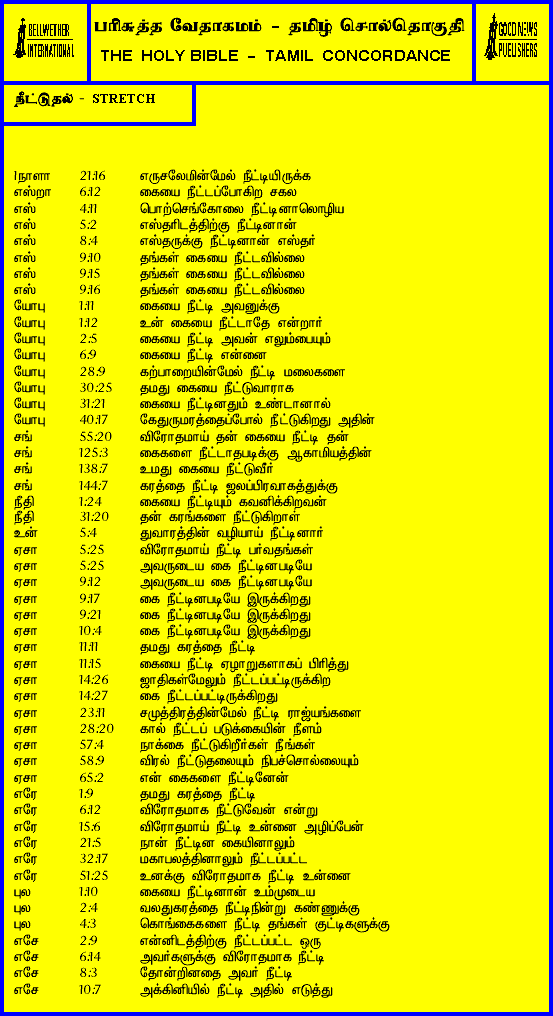 BELLWETHER
INTERNATIONAL
பரிசுத்த வேதாகமம் - தமிழ் சொல்தொகுதி
THE HOLY BIBLE - TAMIL CONCORDANCE
GOOD NEWS
PUBLISHERS
நீட்டுதல் - STRETCH
1நாளா 21:16 எருசலேமின்மேல் நீட்டியிருக்க
எஸ்றா 6:12 கையை நீட்டப்போகிற சகல
எஸ் 4:11 பொற்செங்கோலை நீட்டினாலொழிய
எஸ் 5:2 எஸ்தரிடத்திற்கு நீட்டினான்
எஸ் 8:4 எஸ்தருக்கு நீட்டினான் எஸ்தர்
எஸ் 9:10 தங்கள் கையை நீட்டவில்லை
எஸ் 9:15 தங்கள் கையை நீட்டவில்லை
எஸ் 9:16 தங்கள் கையை நீட்டவில்லை
யோபு 1:11 கையை நீட்டி அவனுக்கு
யோபு 1:12 உன் கையை நீட்டாதே என்றார்
யோபு 2:5 கையை நீட்டி அவன் எலும்பையும்
யோபு 6:9 கையை நீட்டி என்னை
யோபு 28:9 கற்பாறையின்மேல் நீட்டி மலைகளை
யோபு 30:25 தமது கையை நீட்டுவாராக
யோபு 31:21 கையை நீட்டினதும் உண்டானால்
யோபு 40:17 கேதுருமரத்தைப்போல் நீட்டுகிறது அதின்
சங் 55:20 விரோதமாய் தன் கையை நீட்டி தன்
சங் 125:3 கைகளை நீட்டாதபடிக்கு ஆகாமியத்தின்
சங் 138:7 உமது கையை நீட்டுவீர்
சங் 144:7 கரத்தை நீட்டி ஜலப்பிரவாகத்துக்கு
நீதி 1:24 கையை நீட்டியும் கவனிக்கிறவன்
நீதி 31:20 தன் கரங்களை நீட்டுகிறாள்
உன் 5:4 துவாரத்தின் வழியாய் நீட்டினார்
ஏசா 5:25 விரோதமாய் நீட்டி பர்வதங்கள்
ஏசா 5:25 அவருடைய கை நீட்டினபடியே
ஏசா 9:12 அவருடைய கை நீட்டினபடியே
ஏசா 9:17 கை நீட்டினபடியே இருக்கிறது
ஏசா 9:21 கை நீட்டினபடியே இருக்கிறது
ஏசா 10:4 கை நீட்டினபடியே இருக்கிறது
ஏசா 11:11 தமது கரத்தை நீட்டி
ஏசா 11:15 கையை நீட்டி ஏழாறுகளாகப் பிரித்து
ஏசா 14:26 ஜாதிகள்மேலும் நீட்டப்பட்டிருக்கிற
ஏசா 14:27 கை நீட்டப்பட்டிருக்கிறது
ஏசா 23:11 சமுத்திரத்தின்மேல் நீட்டி ராஜ்யங்களை
ஏசா 28:20 கால் நீட்டப் படுக்கையின் நீளம்
ஏசா 57:4 நாக்கை நீட்டுகிறீர்கள் நீங்கள்
ஏசா 58:9 விரல் நீட்டுதலையும் நிபச்சொல்லையும்
ஏசா 65:2 என் கைகளை நீட்டினேன்
எரே 1:9 தமது கரத்தை நீட்டி
எரே 6:12 விரோதமாக நீட்டுவேன் என்று
எரே 15:6 விரோதமாய் நீட்டி உன்னை அழிப்பேன்
எரே 21:5 நான் நீட்டின கையினாலும்
எரே 32:17 மகாபலத்தினாலும் நீட்டப்பட்ட
எரே 51:25 உனக்கு விரோதமாக நீட்டி உன்னை
புல 1:10 கையை நீட்டினான் உம்முடைய
புல 2:4 வலதுகரத்தை நீட்டிநின்று கண்ணுக்கு
புல 4:3 கொங்கைகளை நீட்டி தங்கள் குட்டிகளுக்கு
எசே 2:9 என்னிடத்திற்கு நீட்டப்பட்ட ஒரு
எசே 6:14 அவர்களுக்கு விரோதமாக நீட்டி
எசே 8:3 தோன்றினதை அவர் நீட்டி
எசே 10:7 அக்கினியில் நீட்டி அதில் எடுத்து